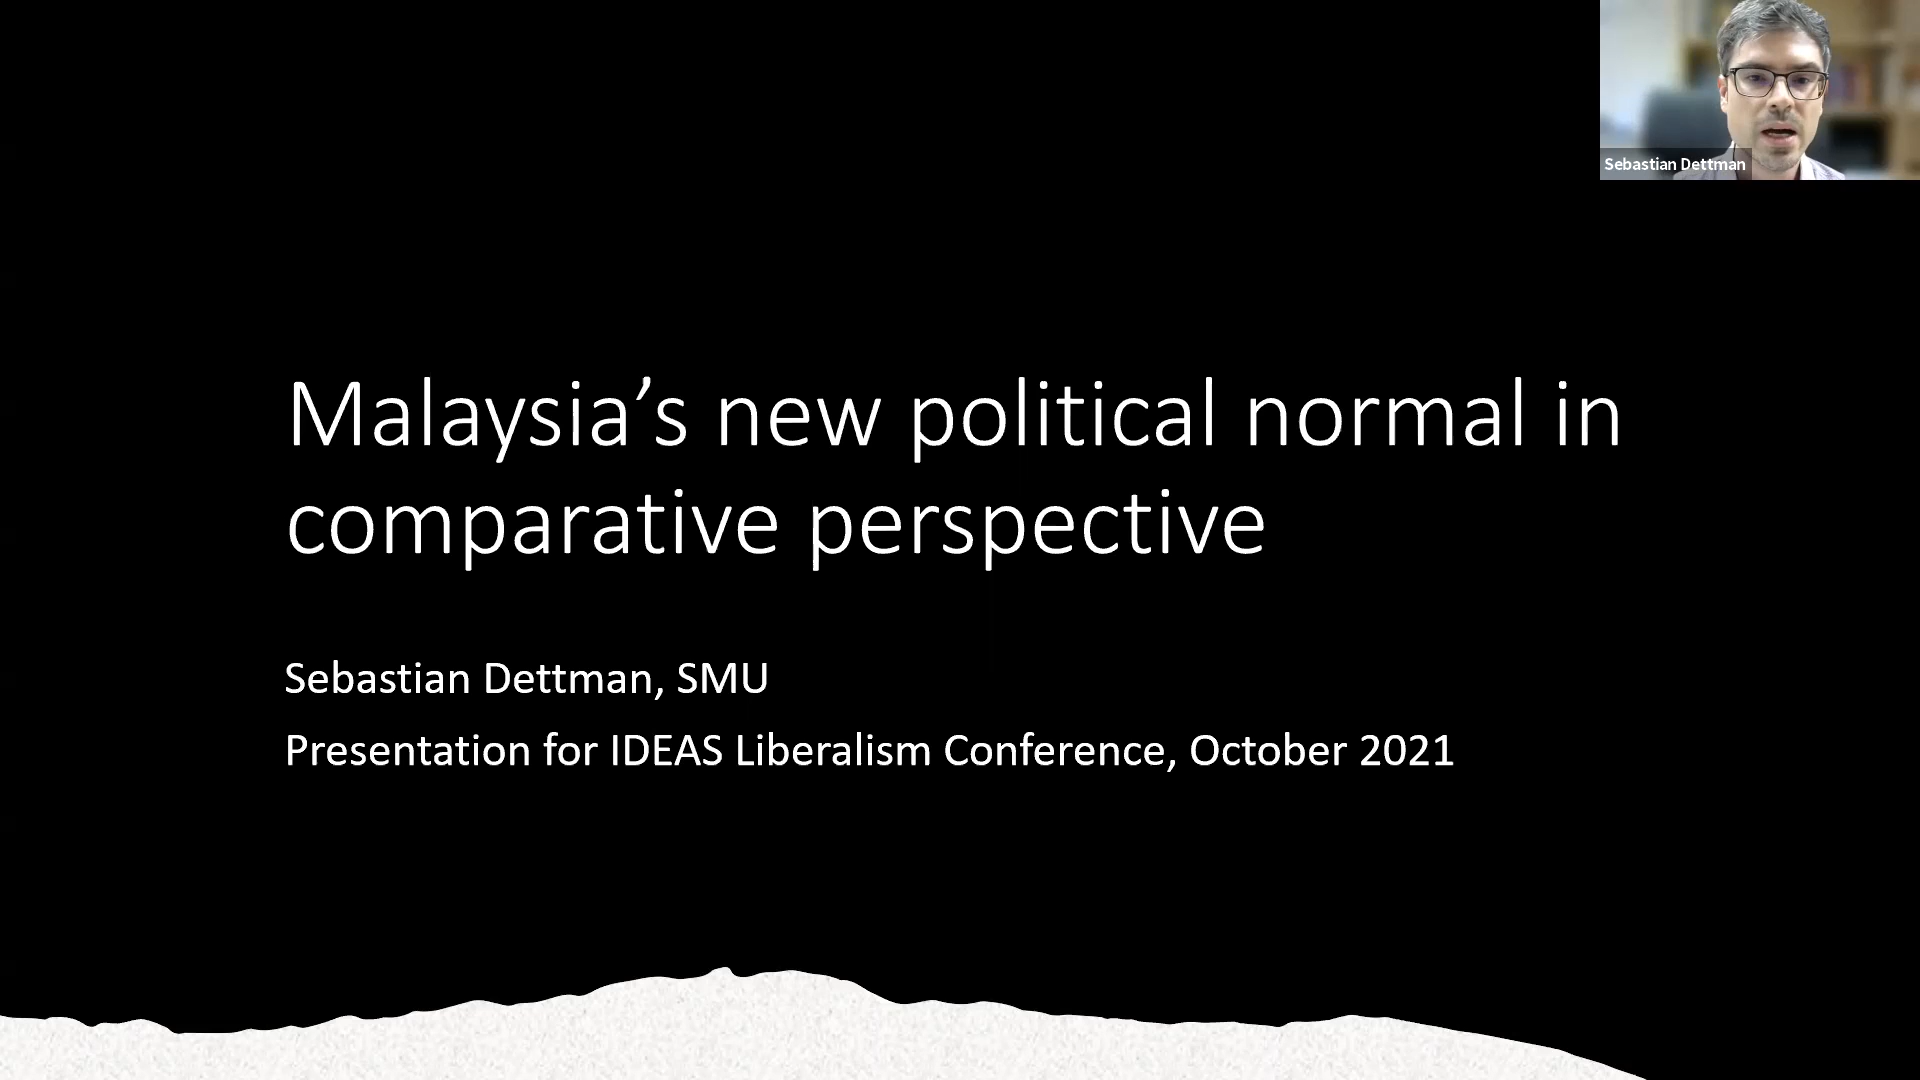 Sebastian Dettman
Malaysia’s new political normal in
comparative perspective
Sebastian Dettman, SMU
Presentation for IDEAS Liberalism Conference, October 2021